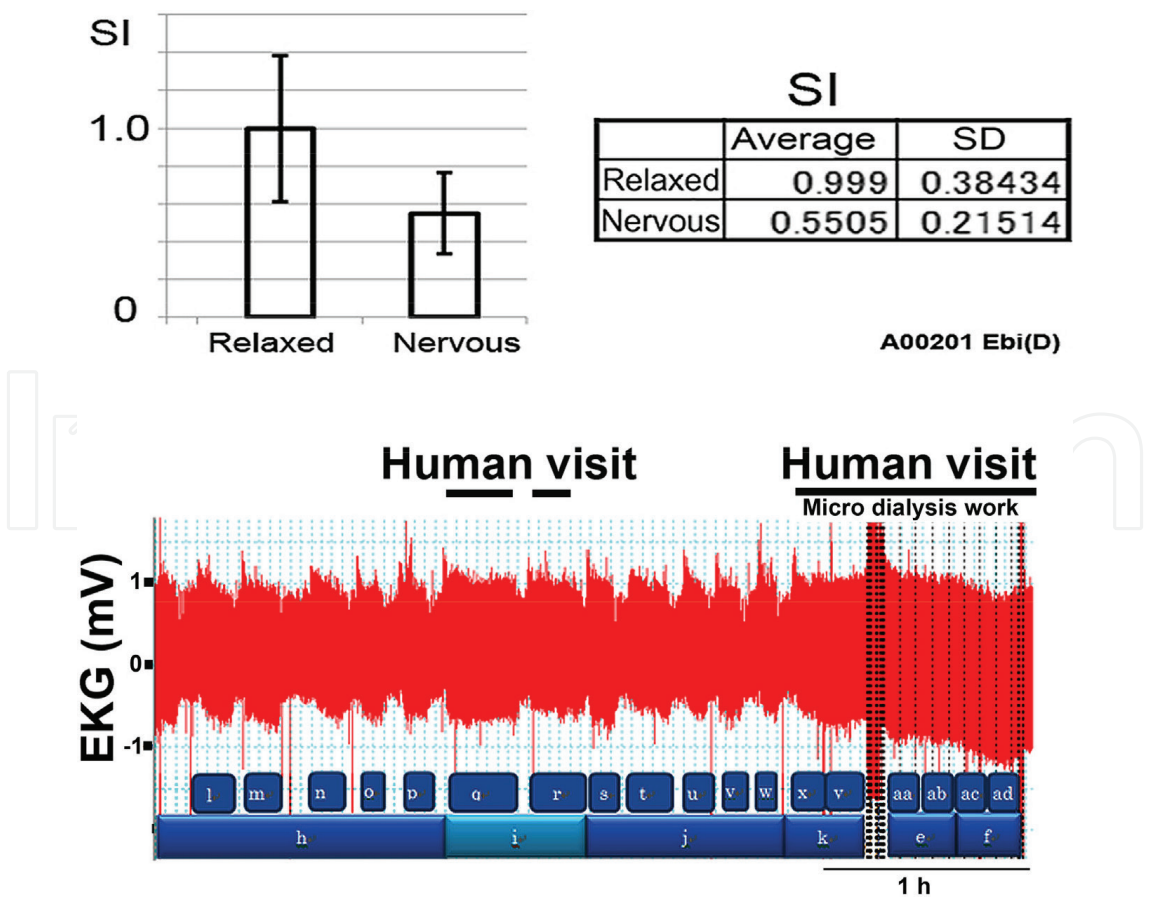 SI
1.0
0
Relaxed Nervous
SI
Average SD
Relaxed 0.999 0.38434
Nervous 0.5505 0.21514
A00201 Ebi(D)
Human visit Human visit
Micro dialysis work
EKG (mV)
1
0
-1
l m n o p q r s t u v w x v aa ab ac ad
h i j k e f
1 h